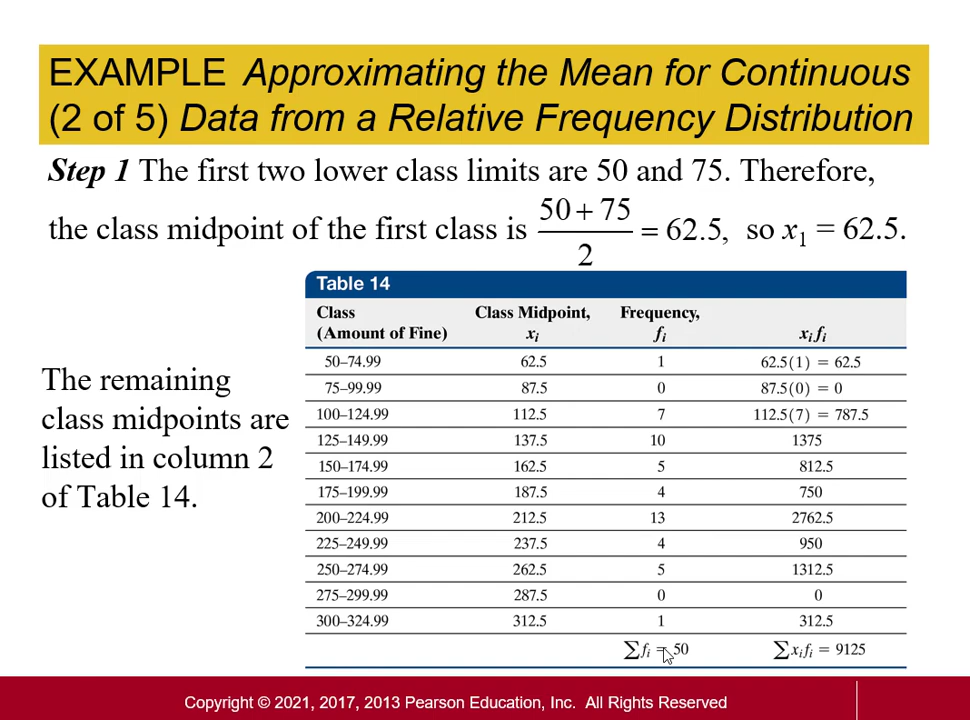 EXAMPLE Approximating the Mean for Continuous
(2 of 5) Data from a Relative Frequency Distribution
Step 1 The first two lower class limits are 50 and 75. Therefore,
the class midpoint of the first class is (50 + 75)/2 = 62.5, so x₁ = 62.5.
The remaining
class midpoints are
listed in column 2
of Table 14.
Table 14
Class (Amount of Fine) Class Midpoint, xᵢ Frequency, fᵢ xᵢfᵢ
50–74.99 62.5 1 62.5(1) = 62.5
75–99.99 87.5 0 87.5(0) = 0
100–124.99 112.5 7 112.5(7) = 787.5
125–149.99 137.5 10 1375
150–174.99 162.5 5 812.5
175–199.99 187.5 4 750
200–224.99 212.5 13 2762.5
225–249.99 237.5 4 950
250–274.99 262.5 5 1312.5
275–299.99 287.5 0 0
300–324.99 312.5 1 312.5
∑fᵢ = 50 ∑xᵢfᵢ = 9125
Copyright © 2021, 2017, 2013 Pearson Education, Inc. All Rights Reserved